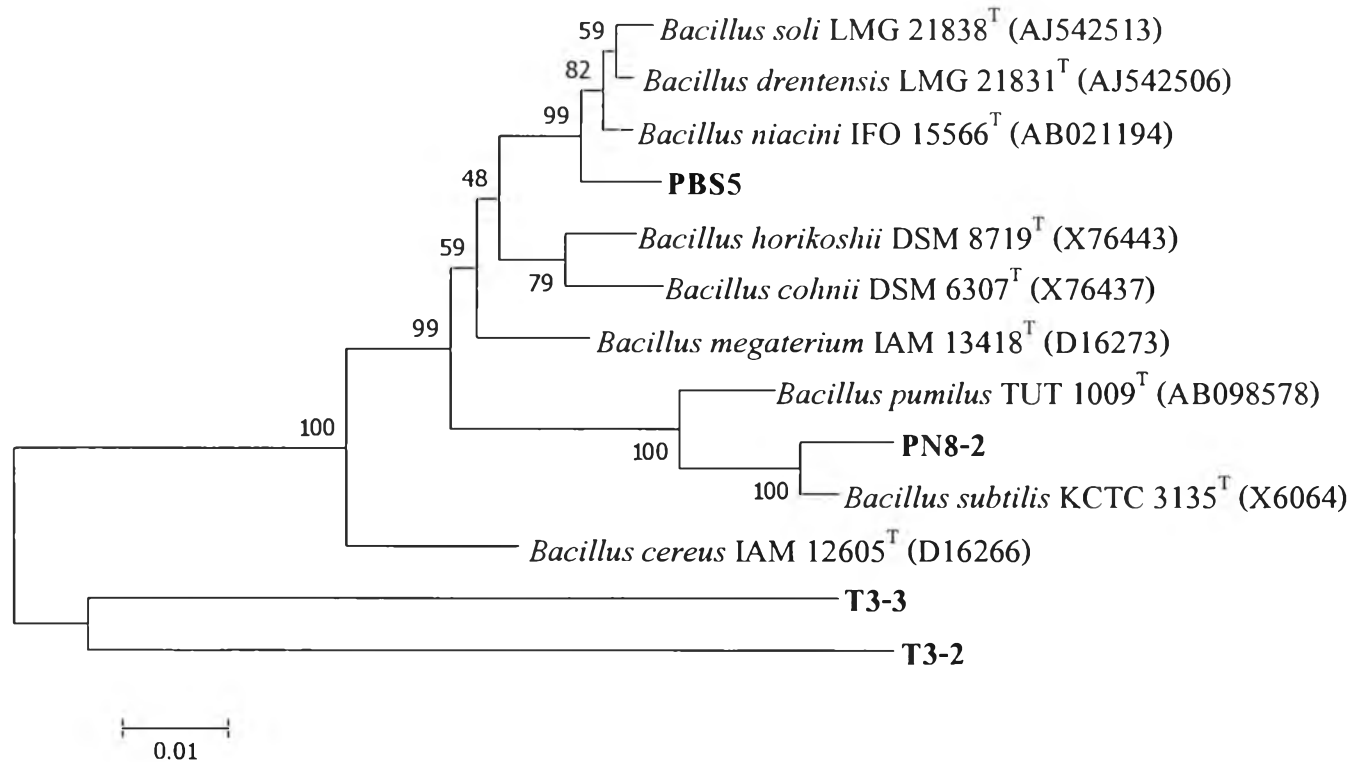 59
Bacillus soli LMG 21838T (AJ542513)
82
Bacillus drentensis LMG 21831T (AJ542506)
99
Bacillus niacini IFO 15566T (AB021194)
48
PBS5
59
Bacillus horikoshii DSM 8719T (X76443)
79
Bacillus cohnii DSM 6307T (X76437)
99
Bacillus megaterium IAM 13418T (D16273)
Bacillus pumilus TUT 1009T (AB098578)
100
PN8-2
100
100
Bacillus subtilis KCTC 3135T (X6064)
Bacillus cereus IAM 12605T (D16266)
T3-3
T3-2
0.01